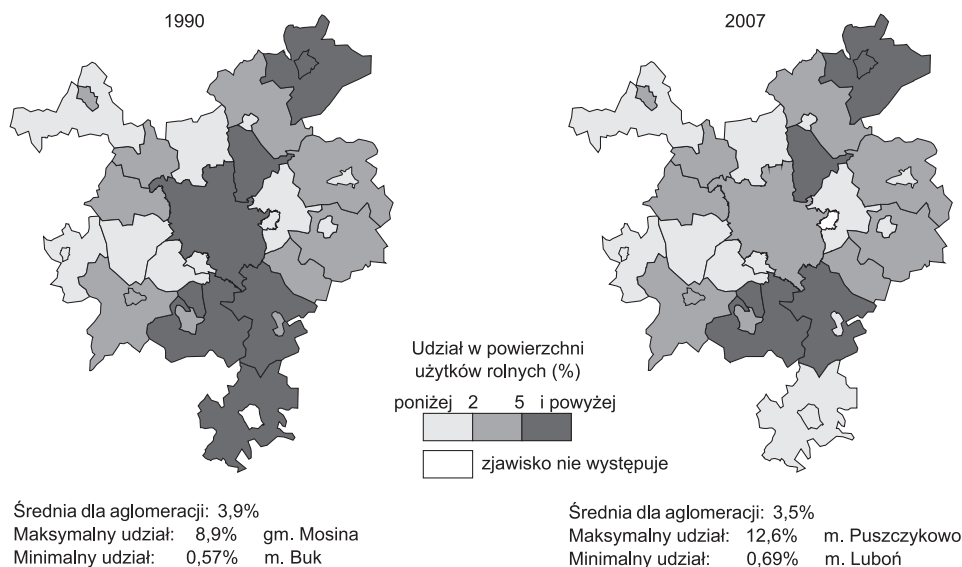 1990
2007
Udział w powierzchni
użytków rolnych (%)
poniżej 2 5 i powyżej
zjawisko nie występuje
Średnia dla aglomeracji: 3,9%
Maksymalny udział: 8,9% gm. Mosina
Minimalny udział: 0,57% m. Buk
Średnia dla aglomeracji: 3,5%
Maksymalny udział: 12,6% m. Puszczykowo
Minimalny udział: 0,69% m. Luboń